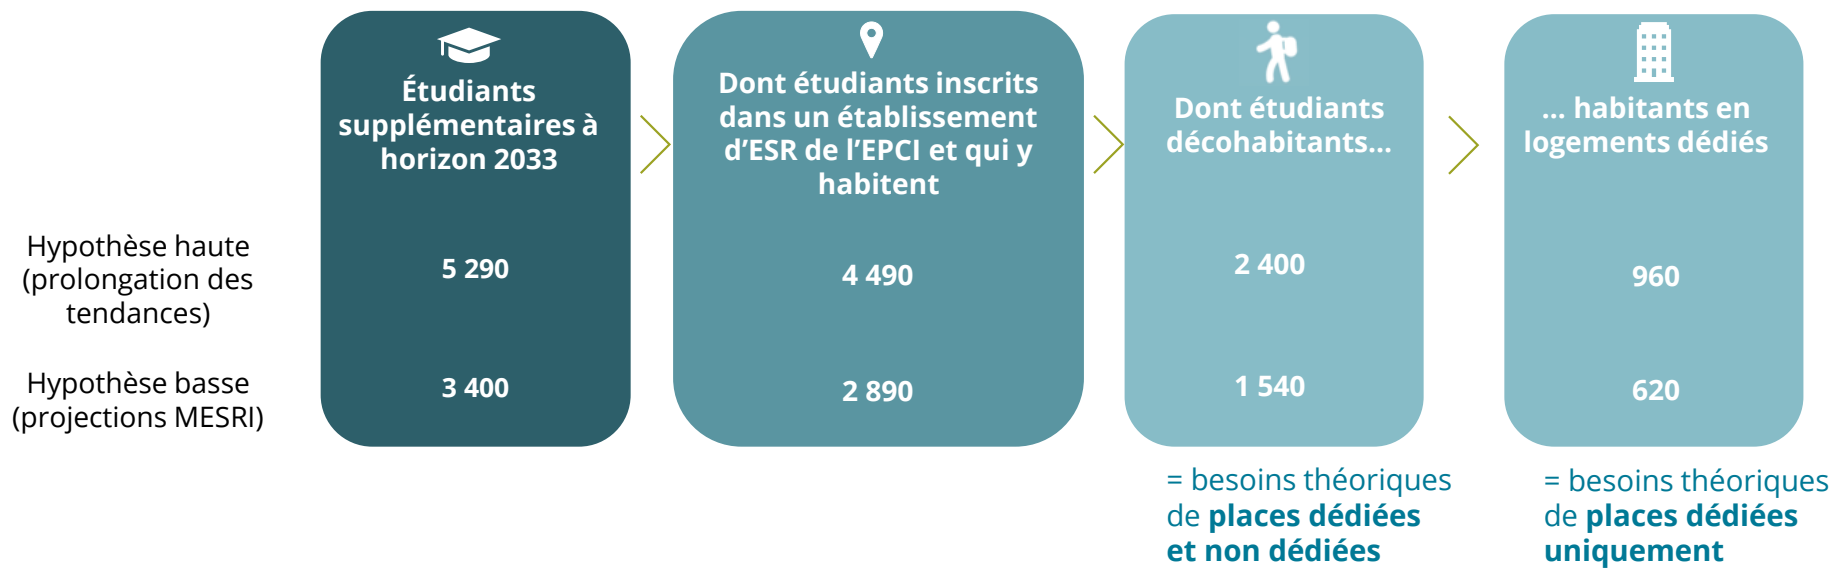 Étudiants
supplémentaires à
horizon 2033
Dont étudiants inscrits
dans un établissement
d’ESR de l’EPCI et qui y
habitent
Dont étudiants
décohabitants...
... habitants en
logements dédiés
Hypothèse haute
(prolongation des
tendances)
5 290
4 490
2 400
960
Hypothèse basse
(projections MESRI)
3 400
2 890
1 540
620
= besoins théoriques
de places dédiées
et non dédiées
= besoins théoriques
de places dédiées
uniquement